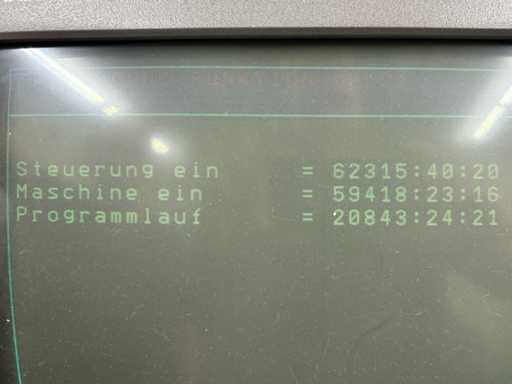 Steuerung ein = 62315:40:20
Maschine ein = 59418:23:16
Programmlauf = 20843:24:21